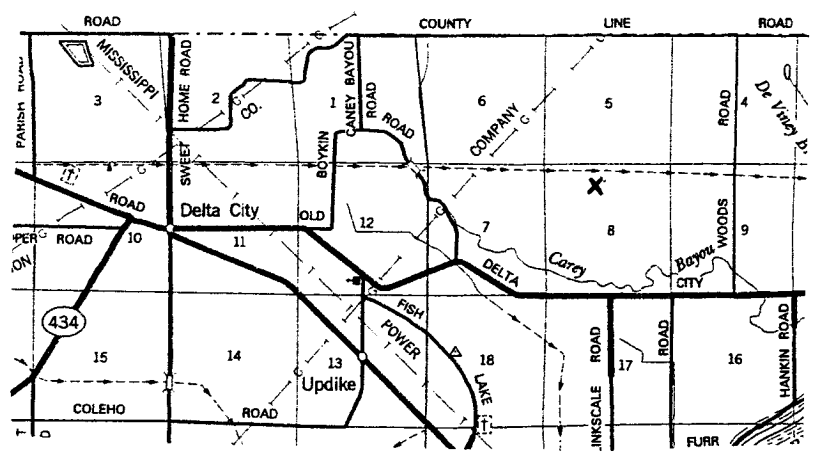 ROAD
COUNTY LINE ROAD
MISSISSIPPI
PARISH ROAD
3
HOME ROAD
SWEET
2
G
CO.
1
BOYKIN
CANEY BAYOU
ROAD
ROAD
6
COMPANY
G
5
G
ROAD
4
De Viney B
ROAD
Delta City
OLD
12
7
8
WOODS
9
PPER ROAD
10
11
DELTA
Carey
Bayou
CITY
ON
434
FISH
POWER
15
14
13
Updike
18
LAKE
ROAD
17
ROAD
16
HANKIN ROAD
COLEHO ROAD
INKSCALE
FURR
T
D